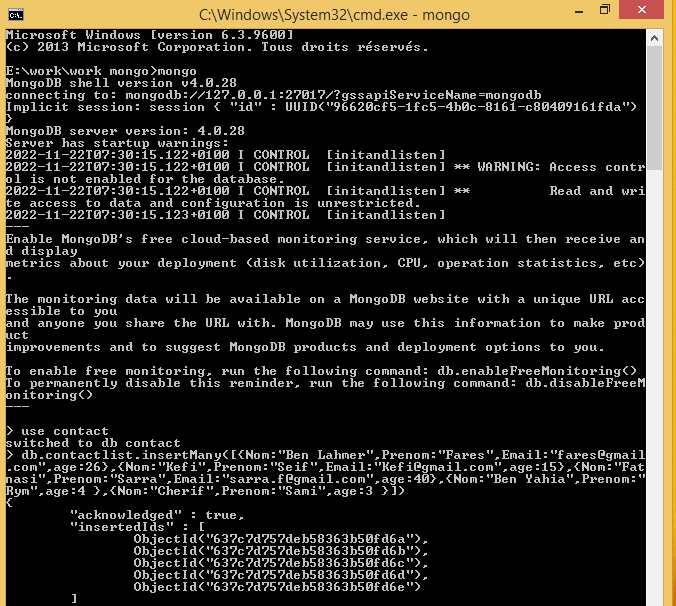 C:\Windows\System32\cmd.exe - mongo
Microsoft Windows [version 6.3.9600]
(c) 2013 Microsoft Corporation. Tous droits réservés.
E:\work\work mongo>mongo
MongoDB shell version v4.0.28
connecting to: mongodb://127.0.0.1:27017/?gssapiServiceName=mongodb
Implicit session: session { "id" : UUID("96620cf5-1fc5-4b0c-8161-c80409161fda")
}
MongoDB server version: 4.0.28
Server has startup warnings:
2022-11-22T07:30:15.122+0100 I CONTROL  [initandlisten]
2022-11-22T07:30:15.122+0100 I CONTROL  [initandlisten] ** WARNING: Access contr
ol is not enabled for the database.
2022-11-22T07:30:15.122+0100 I CONTROL  [initandlisten] **          Read and wri
te access to data and configuration is unrestricted.
2022-11-22T07:30:15.123+0100 I CONTROL  [initandlisten]
---
Enable MongoDB's free cloud-based monitoring service, which will then receive an
d display
metrics about your deployment (disk utilization, CPU, operation statistics, etc)
.
The monitoring data will be available on a MongoDB website with a unique URL acc
essible to you
and anyone you share the URL with. MongoDB may use this information to make prod
uct
improvements and to suggest MongoDB products and deployment options to you.
To enable free monitoring, run the following command: db.enableFreeMonitoring()
To permanently disable this reminder, run the following command: db.disableFreeM
onitoring()
---
> use contact
switched to db contact
> db.contactlist.insertMany([{Nom:"Ben Lahmer",Prenom:"Fares",Email:"fares@gmail
.com",age:26},{Nom:"Kefi",Prenom:"Seif",Email:"Kefi@gmail.com",age:15},{Nom:"Fat
nasi",Prenom:"Sarra",Email:"sarra.f@gmail.com",age:40},{Nom:"Ben Yahia",Prenom:"
Rym",age:4 },{Nom:"Cherif",Prenom:"Sami",age:3 }])
{
        "acknowledged" : true,
        "insertedIds" : [
                ObjectId("637c7d757deb58363b50fd6a"),
                ObjectId("637c7d757deb58363b50fd6b"),
                ObjectId("637c7d757deb58363b50fd6c"),
                ObjectId("637c7d757deb58363b50fd6d"),
                ObjectId("637c7d757deb58363b50fd6e")
        ]